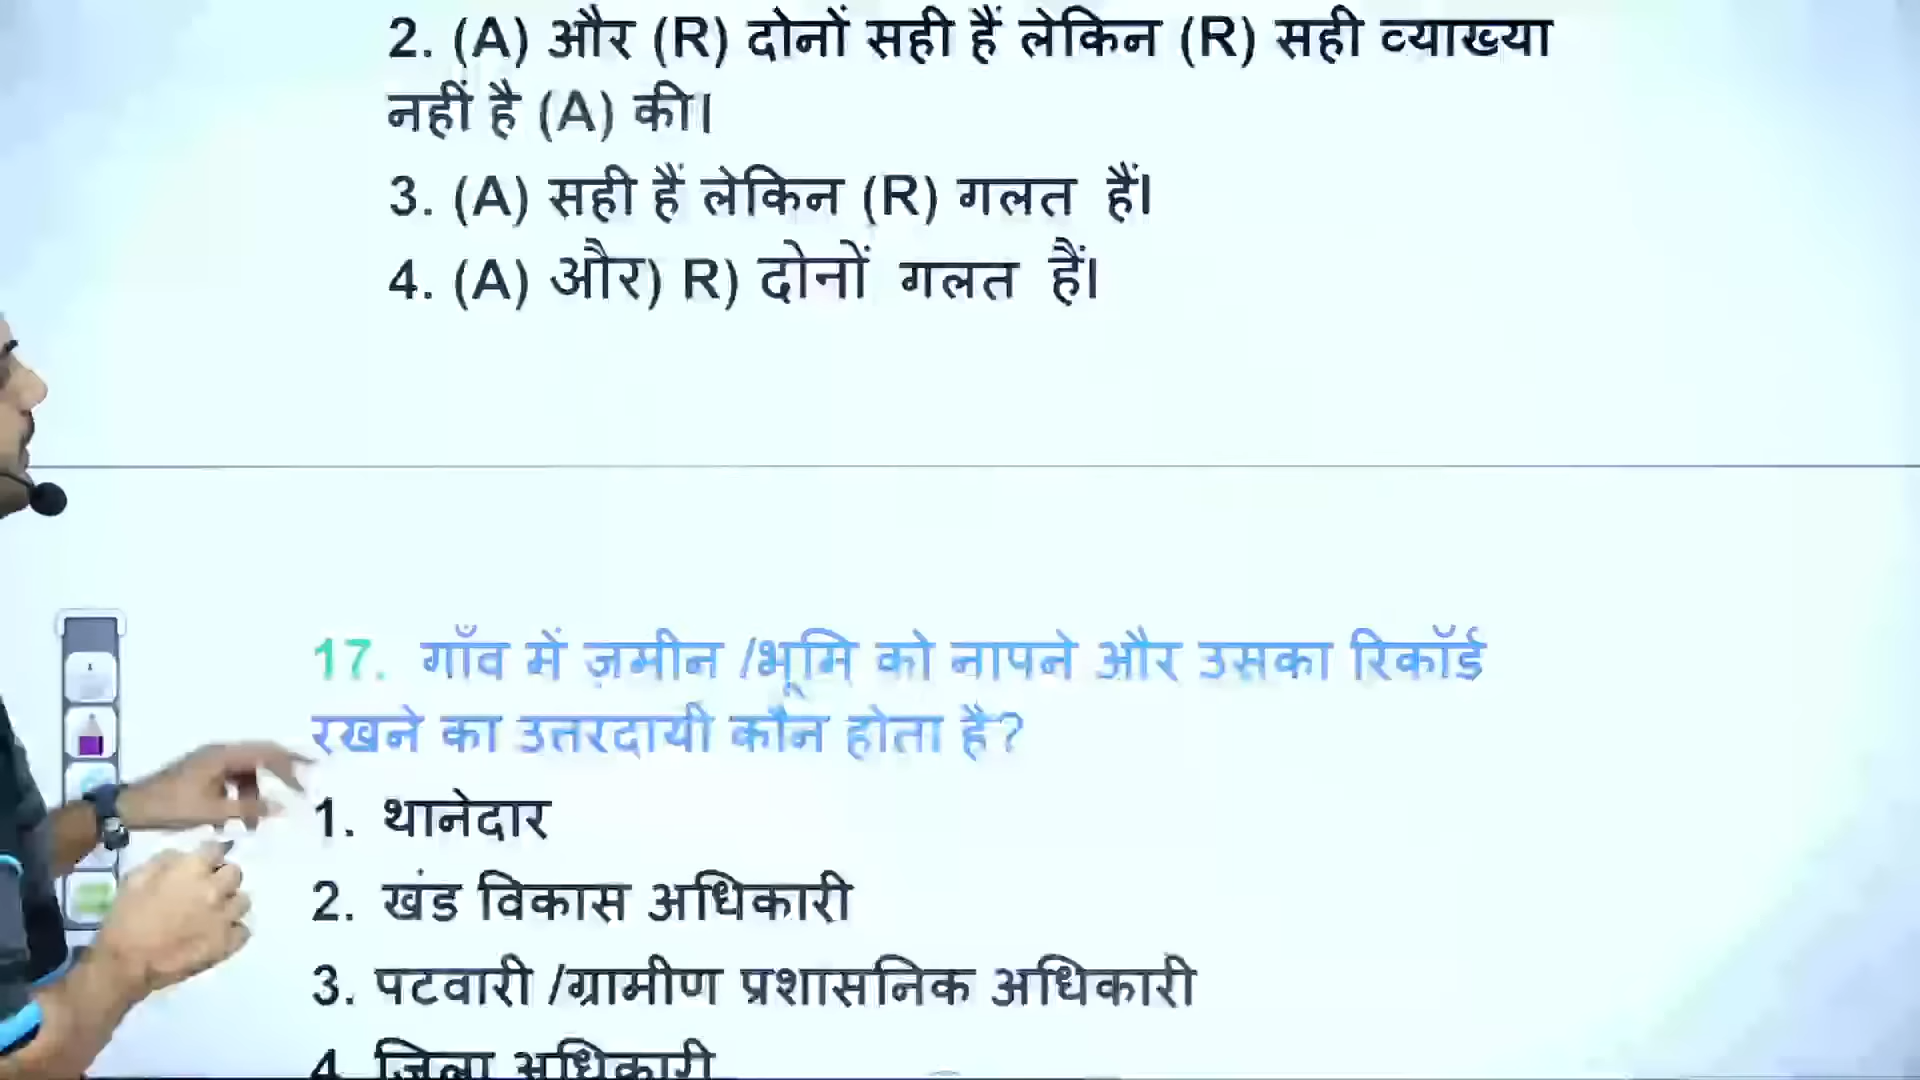 2. (A) और (R) दोनों सही हैं लेकिन (R) सही व्याख्या
नहीं है (A) की।
3. (A) सही हैं लेकिन (R) गलत हैं।
4. (A) और) R) दोनों गलत हैं।
17. गाँव में ज़मीन /भूमि को नापने और उसका रिकॉर्ड
रखने का उत्तरदायी कौन होता है?
1. थानेदार
2. खंड विकास अधिकारी
3. पटवारी /ग्रामीण प्रशासनिक अधिकारी
4. जिला अधिकारी